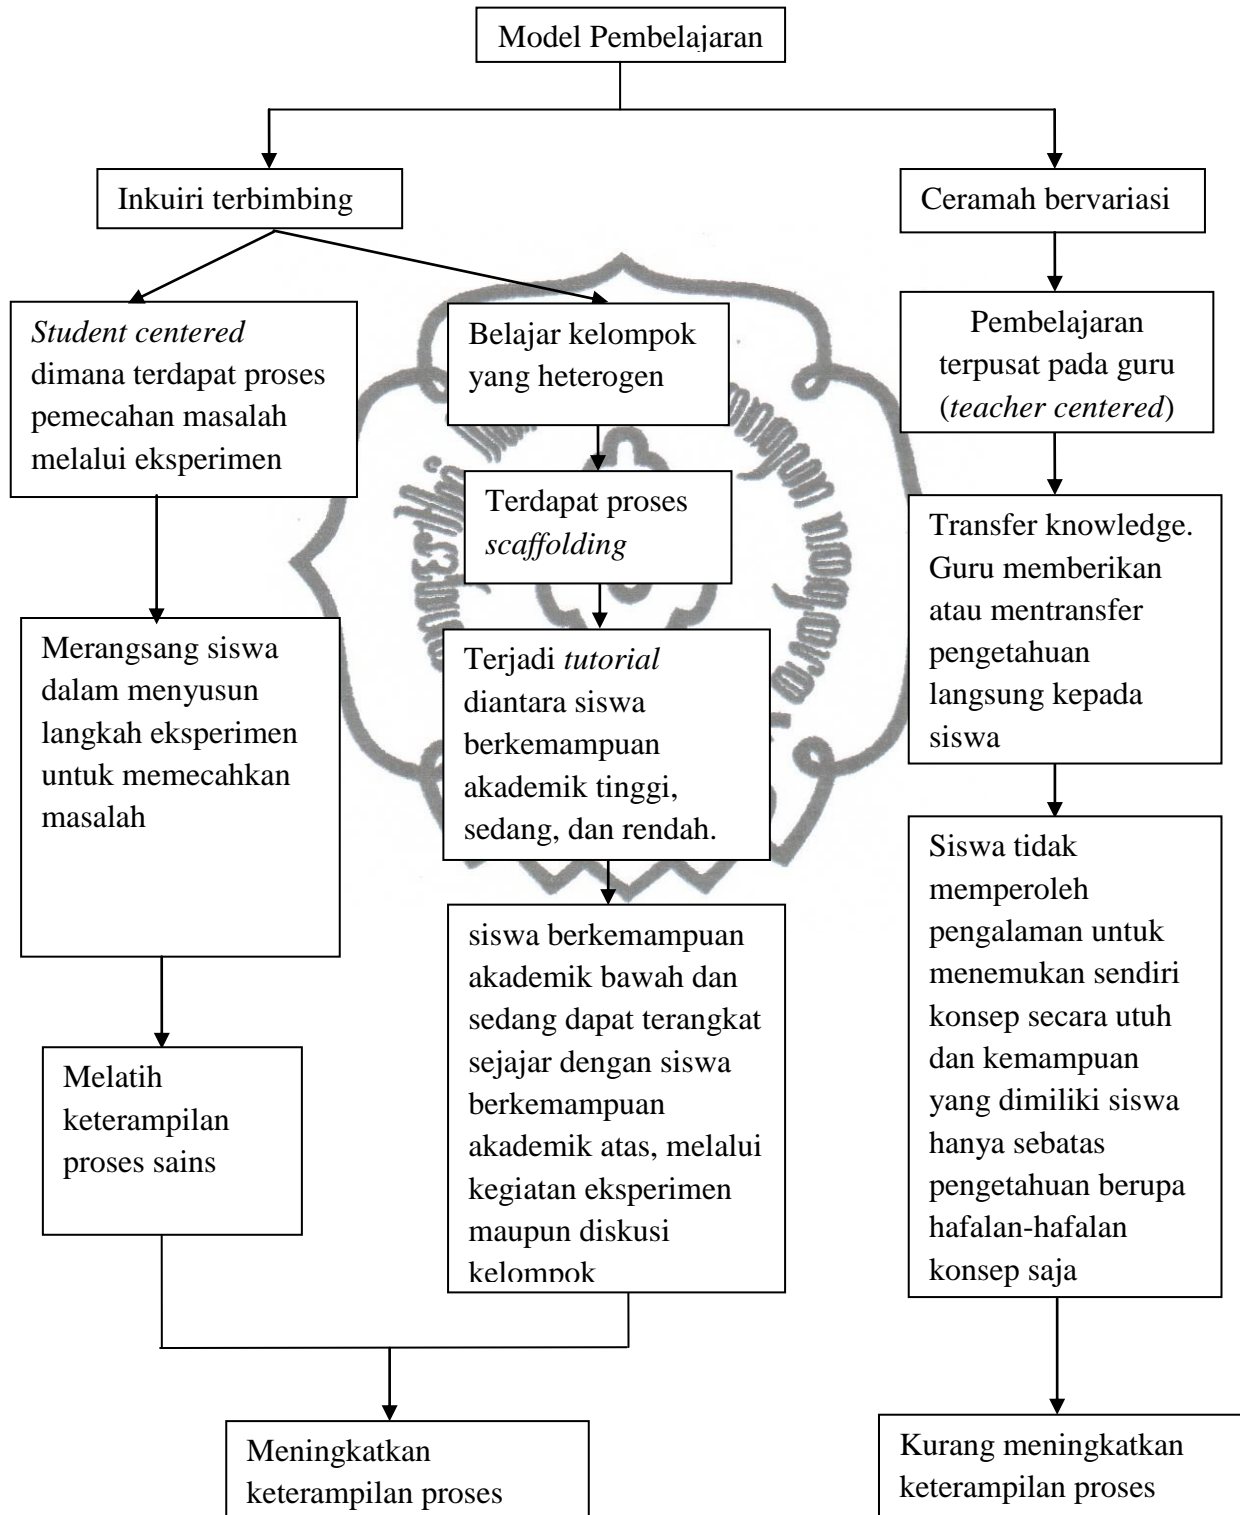 Model Pembelajaran
Inkuiri terbimbing
Ceramah bervariasi
Student centered
dimana terdapat proses
pemecahan masalah
melalui eksperimen
Belajar kelompok
yang heterogen
Pembelajaran
terpusat pada guru
(teacher centered)
Terdapat proses
scaffolding
Transfer knowledge.
Guru memberikan
atau mentransfer
pengetahuan
langsung kepada
siswa
Merangsang siswa
dalam menyusun
langkah eksperimen
untuk memecahkan
masalah
Terjadi tutorial
diantara siswa
berkemampuan
akademik tinggi,
sedang, dan rendah.
Siswa tidak
memperoleh
pengalaman untuk
menemukan sendiri
konsep secara utuh
dan kemampuan
yang dimiliki siswa
hanya sebatas
pengetahuan berupa
hafalan-hafalan
konsep saja
siswa berkemampuan
akademik bawah dan
sedang dapat terangkat
sejajar dengan siswa
berkemampuan
akademik atas, melalui
kegiatan eksperimen
maupun diskusi
kelompok
Melatih
keterampilan
proses sains
Meningkatkan
keterampilan proses
Kurang meningkatkan
keterampilan proses